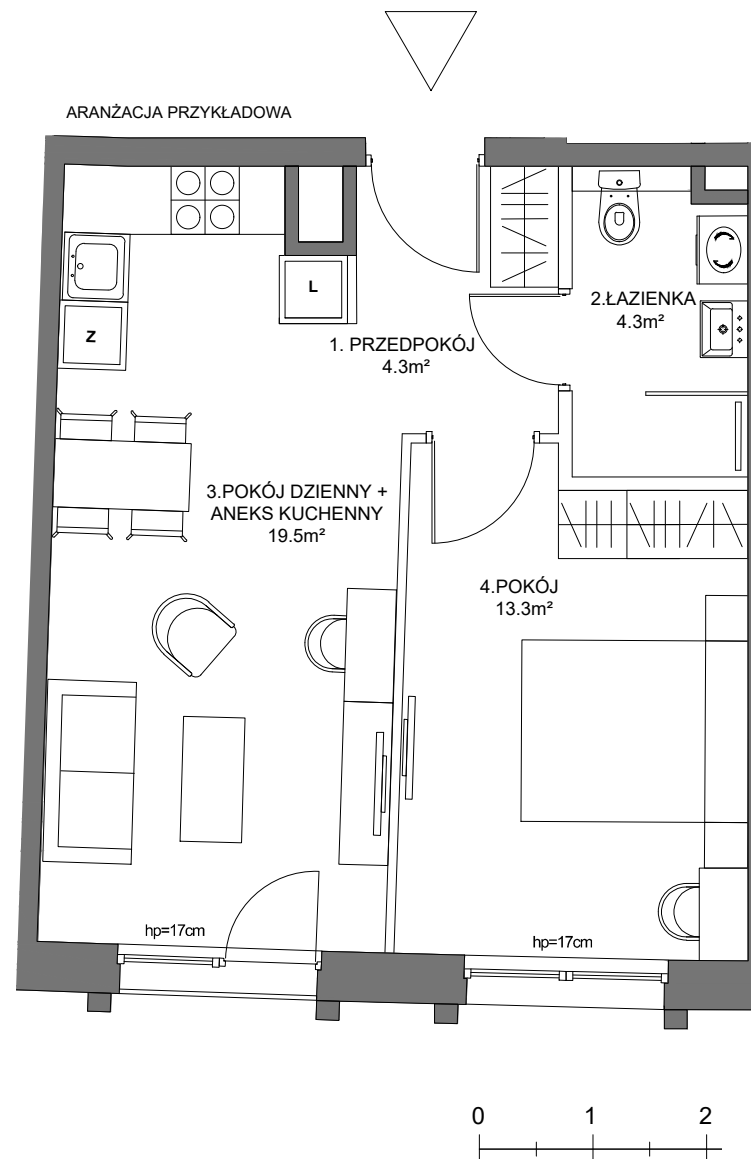 ARANŻACJA PRZYKŁADOWA
L
Z
2.ŁAZIENKA
4.3m²
1. PRZEDPOKÓJ
4.3m²
3.POKÓJ DZIENNY +
ANEKS KUCHENNY
19.5m²
4.POKÓJ
13.3m²
hp=17cm
hp=17cm
0 1 2